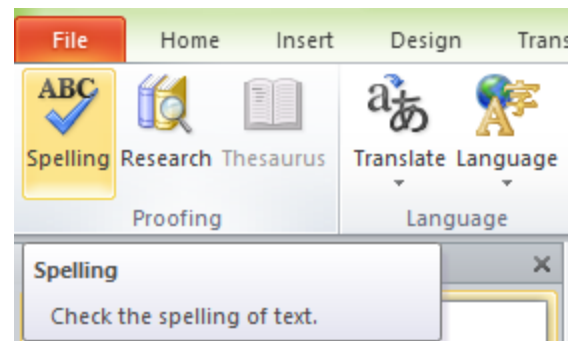 File Home Insert Design Trans
ABC
Spelling Research Thesaurus Translate Language
Proofing Language
Spelling
Check the spelling of text.